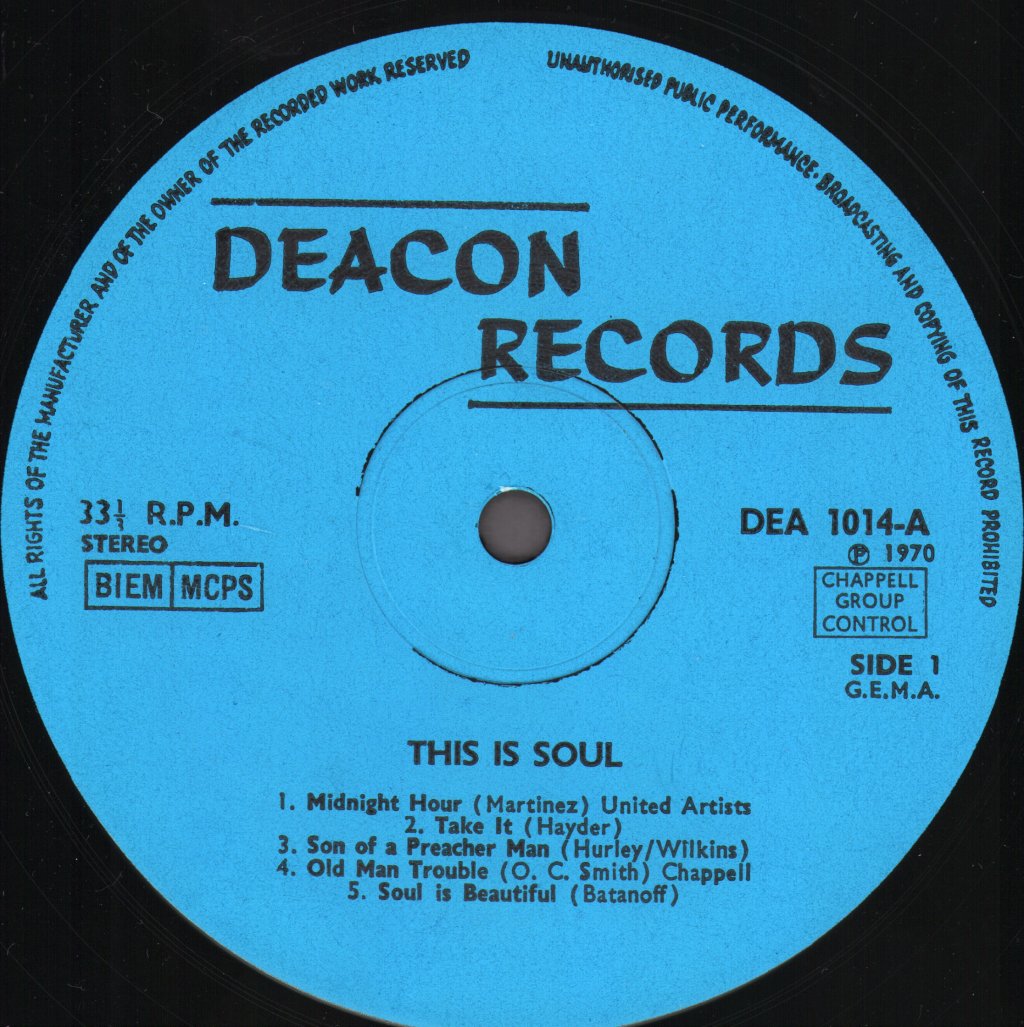 ALL RIGHTS OF THE MANUFACTURER AND OF THE OWNER OF THE RECORDED WORK RESERVED
UNAUTHORISED PUBLIC PERFORMANCE · BROADCASTING AND COPYING OF THIS RECORD PROHIBITED
DEACON
RECORDS
33⅓ R.P.M.
STEREO
BIEM MCPS
DEA 1014-A
Ⓟ 1970
CHAPPELL
GROUP
CONTROL
SIDE 1
G.E.M.A.
THIS IS SOUL
1. Midnight Hour (Martinez) United Artists
2. Take It (Hayder)
3. Son of a Preacher Man (Hurley/Wilkins)
4. Old Man Trouble (O. C. Smith) Chappell
5. Soul is Beautiful (Batanoff)